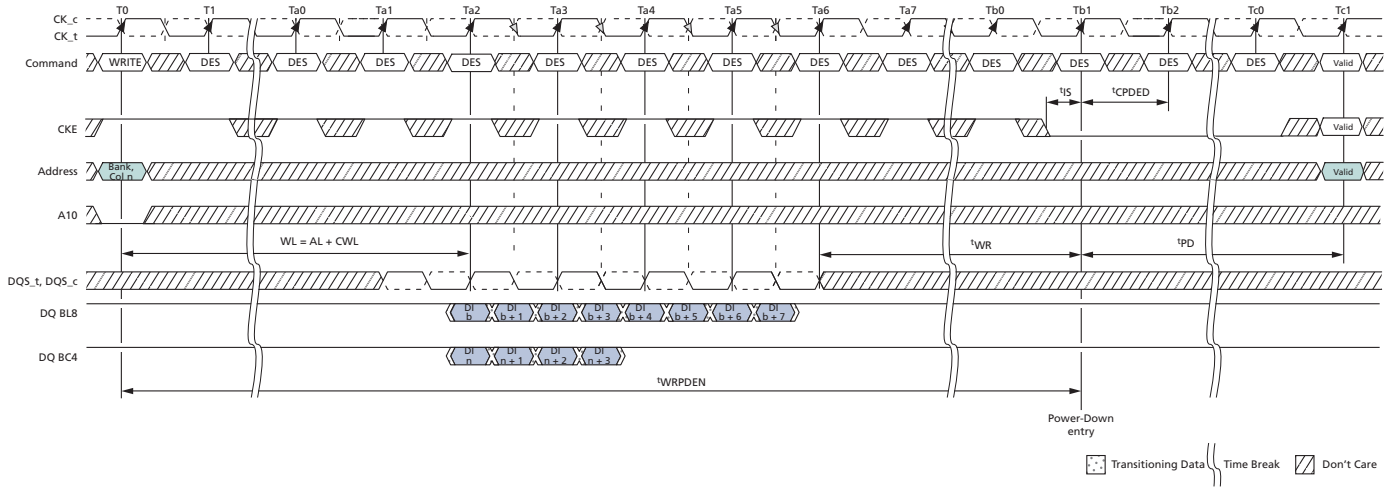 T0 T1 Ta0 Ta1 Ta2 Ta3 Ta4 Ta5 Ta6 Ta7 Tb0 Tb1 Tb2 Tc0 Tc1
CK_c
CK_t
Command WRITE DES DES DES DES DES DES DES DES DES DES DES DES DES Valid
tIS tCPDED
CKE Valid
Address Bank, Col n Valid
A10
WL = AL + CWL tWR tPD
DQS_t, DQS_c
DQ BL8 DI b DI b + 1 DI b + 2 DI b + 3 DI b + 4 DI b + 5 DI b + 6 DI b + 7
DQ BC4 DI n DI n + 1 DI n + 2 DI n + 3
tWRPDEN
Power-Down
entry
Transitioning Data Time Break Don't Care